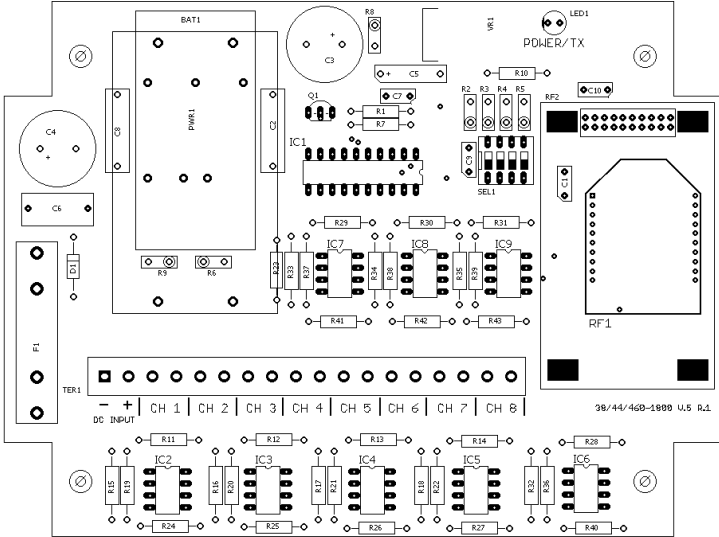 BAT1
R8
VR1
LED1
POWER/TX
C3
C5
R10
C7
Q1
R1
R7
R2
R3
R4
R5
C10
RF2
C4
C8
PWR1
C2
IC1
C9
SEL1
C1
C6
R29
R30
R31
IC7
IC8
IC9
D1
R9
R6
R23
R33
R37
R34
R38
R35
R39
R41
R42
R43
RF1
F1
TER1
− + CH 1 CH 2 CH 3 CH 4 CH 5 CH 6 CH 7 CH 8
DC INPUT
38/44/460-1800 V.5 R.1
R11
R12
R13
R14
R28
IC2
IC3
IC4
IC5
IC6
R15
R19
R16
R20
R17
R21
R18
R22
R32
R36
R24
R25
R26
R27
R40